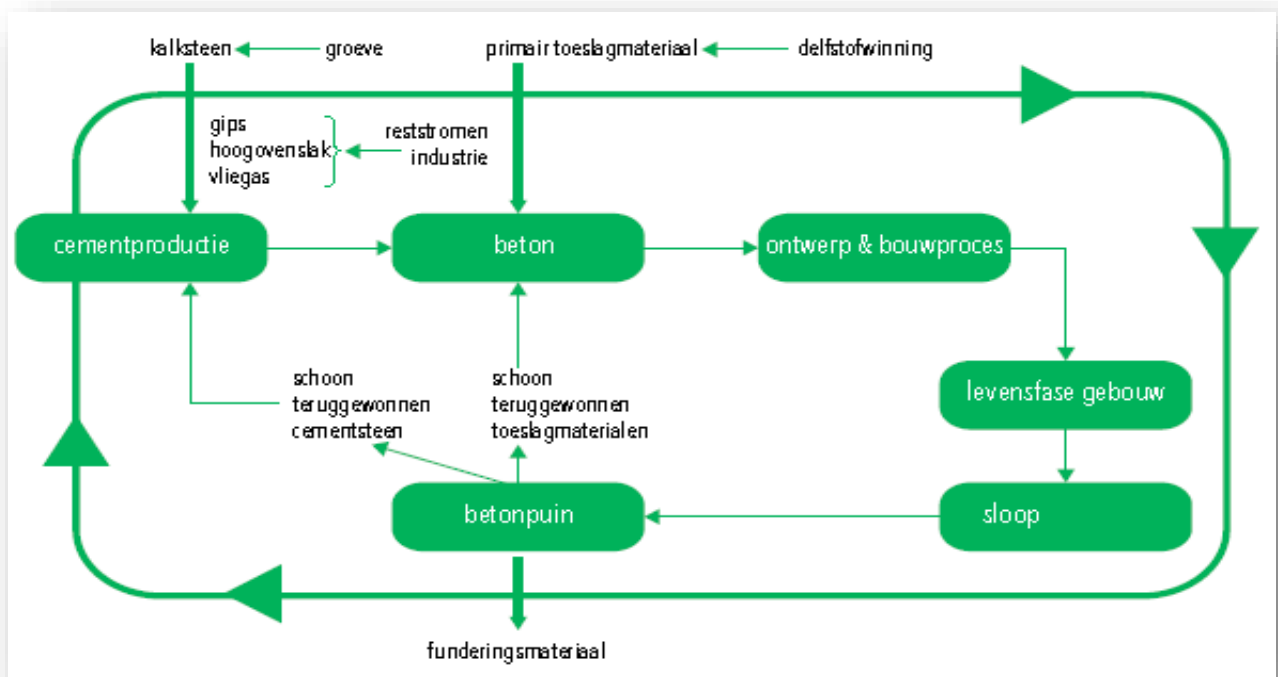 kalksteen
groeve
primair toeslagmateriaal
delfstofwinning
gips
hoogovenslak
vliegas
reststromen
industrie
cementproductie
beton
ontwerp & bouwproces
schoon
teruggewonnen
cementsteen
schoon
teruggewonnen
toeslagmaterialen
levensfase gebouw
betonpuin
sloop
funderingsmateriaal